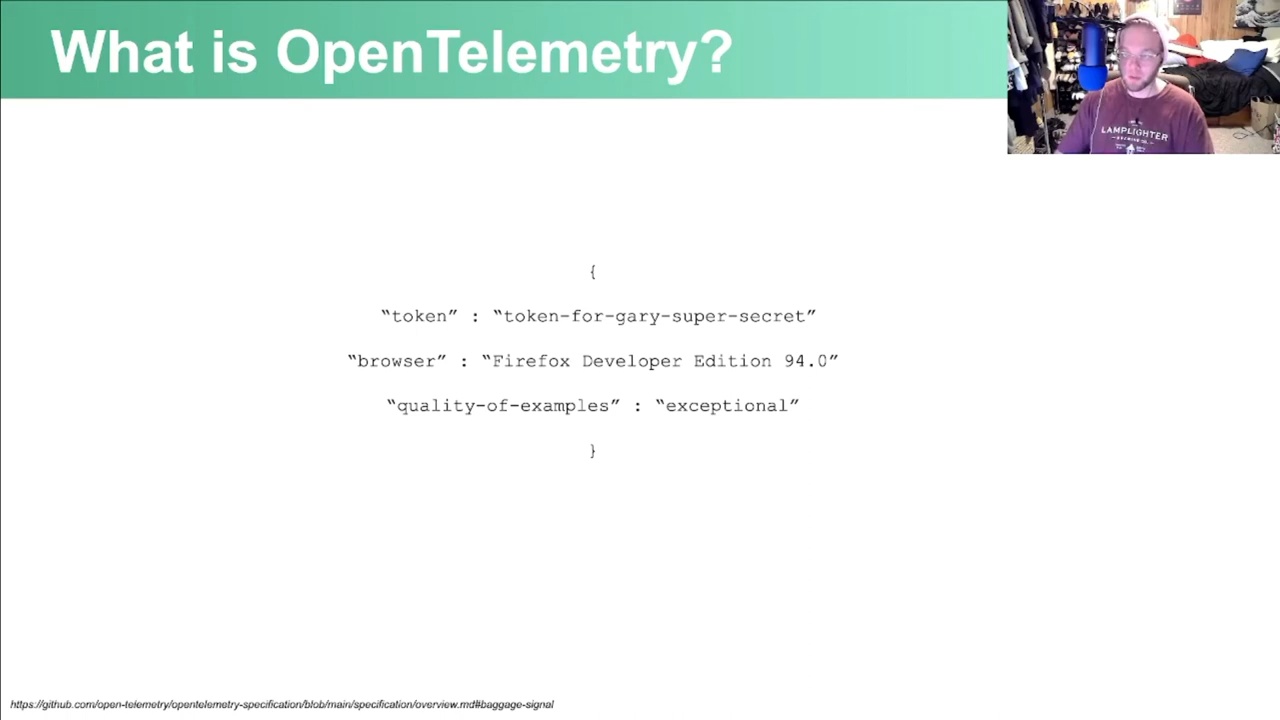 What is OpenTelemetry?
LAMPLIGHTER
{
“token” : “token-for-gary-super-secret”
“browser” : “Firefox Developer Edition 94.0”
“quality-of-examples” : “exceptional”
}
https://github.com/open-telemetry/opentelemetry-specification/blob/main/specification/overview.md#baggage-signal